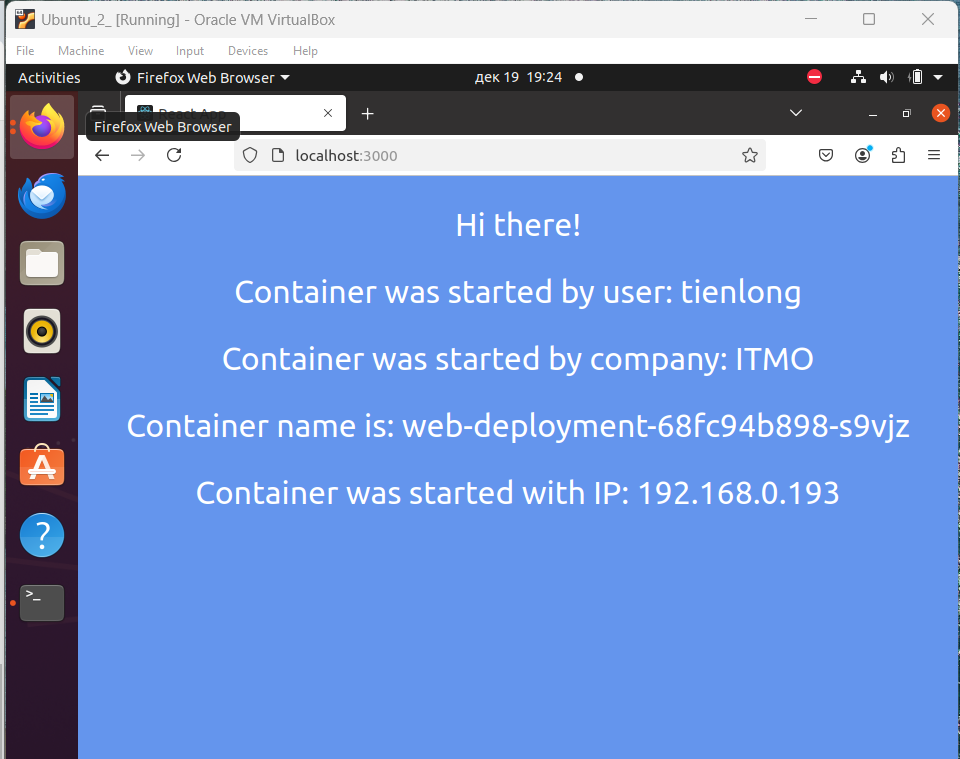 Ubuntu_2_ [Running] - Oracle VM VirtualBox
File Machine View Input Devices Help
Activities Firefox Web Browser дек 19 19:24
React App
Firefox Web Browser
localhost:3000
Hi there!
Container was started by user: tienlong
Container was started by company: ITMO
Container name is: web-deployment-68fc94b898-s9vjz
Container was started with IP: 192.168.0.193